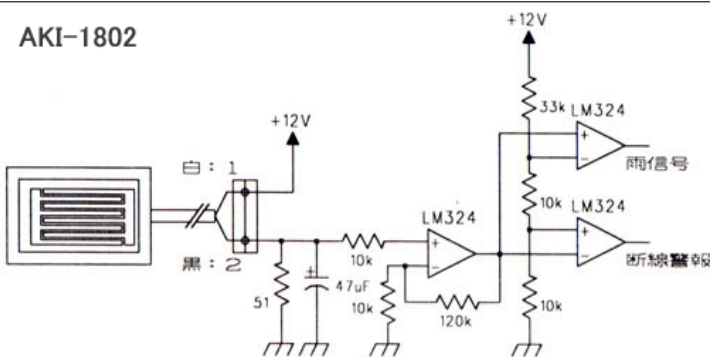 AKI-1802
+12V
33k
LM324
+
-
雨信号
+12V
白：1
10k
LM324
+
-
断線警報
LM324
+
-
黒：2
10k
+
47uF
51
10k
120k
10k